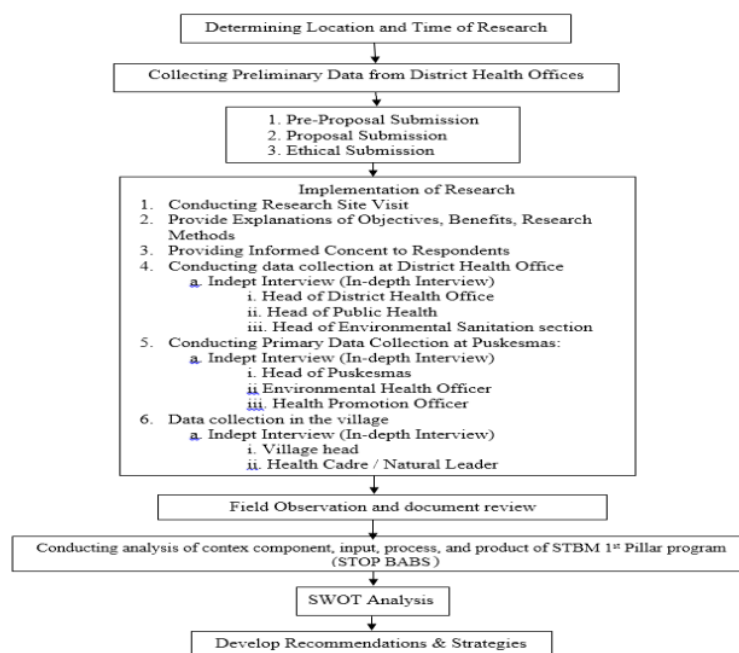 Determining Location and Time of Research
Collecting Preliminary Data from District Health Offices
1. Pre-Proposal Submission
2. Proposal Submission
3. Ethical Submission
Implementation of Research
1. Conducting Research Site Visit
2. Provide Explanations of Objectives, Benefits, Research
Methods
3. Providing Informed Concent to Respondents
4. Conducting data collection at District Health Office
a. Indept Interview (In-depth Interview)
i. Head of District Health Office
ii. Head of Public Health
iii. Head of Environmental Sanitation section
5. Conducting Primary Data Collection at Puskesmas:
a. Indept Interview (In-depth Interview)
i. Head of Puskesmas
ii Environmental Health Officer
iii. Health Promotion Officer
6. Data collection in the village
a. Indept Interview (In-depth Interview)
i. Village head
ii. Health Cadre / Natural Leader
Field Observation and document review
Conducting analysis of contex component, input, process, and product of STBM 1st Pillar program
(STOP BABS)
SWOT Analysis
Develop Recommendations & Strategies